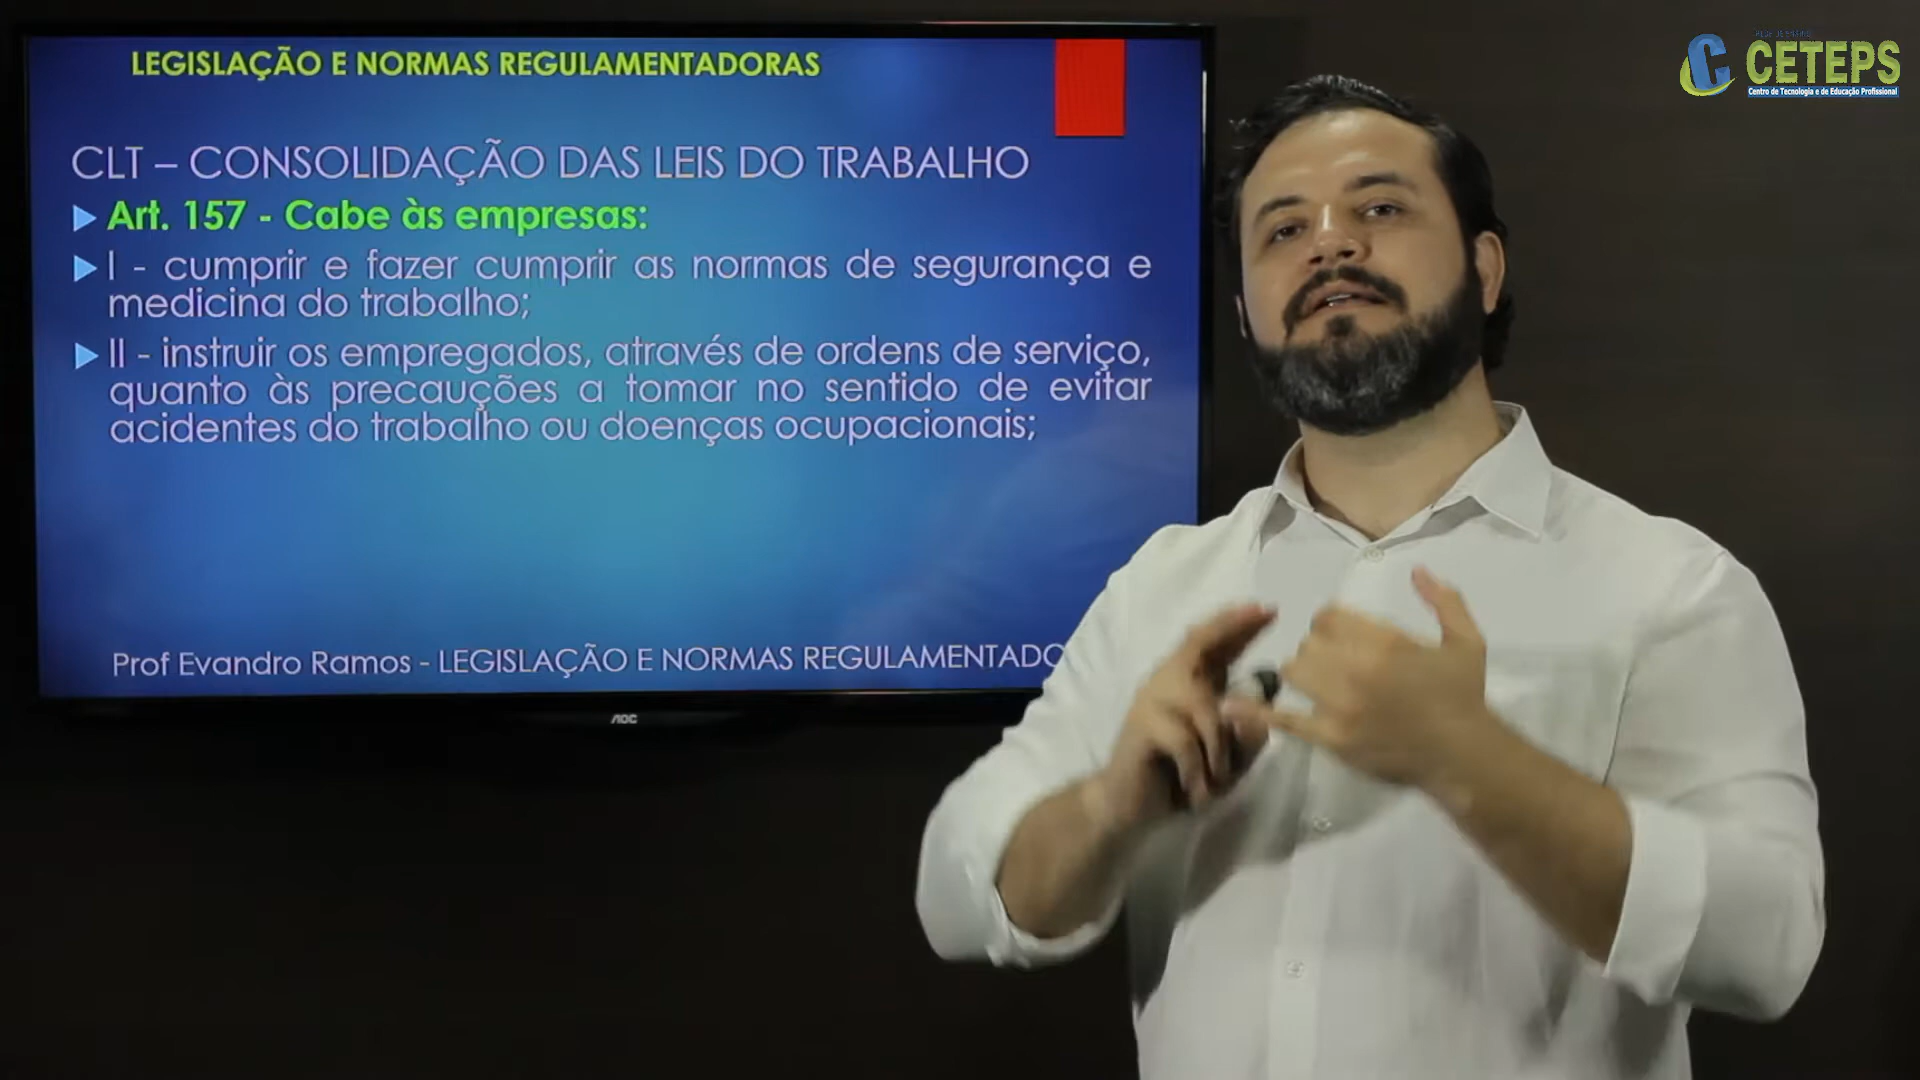 LEGISLAÇÃO E NORMAS REGULAMENTADORAS
CLT – CONSOLIDAÇÃO DAS LEIS DO TRABALHO
Art. 157 - Cabe às empresas:
I - cumprir e fazer cumprir as normas de segurança e
medicina do trabalho;
II - instruir os empregados, através de ordens de serviço,
quanto às precauções a tomar no sentido de evitar
acidentes do trabalho ou doenças ocupacionais;
Prof Evandro Ramos - LEGISLAÇÃO E NORMAS REGULAMENTADO
AOC
REDE DE ENSINO
CETEPS
Centro de Tecnologia e de Educação Profissional